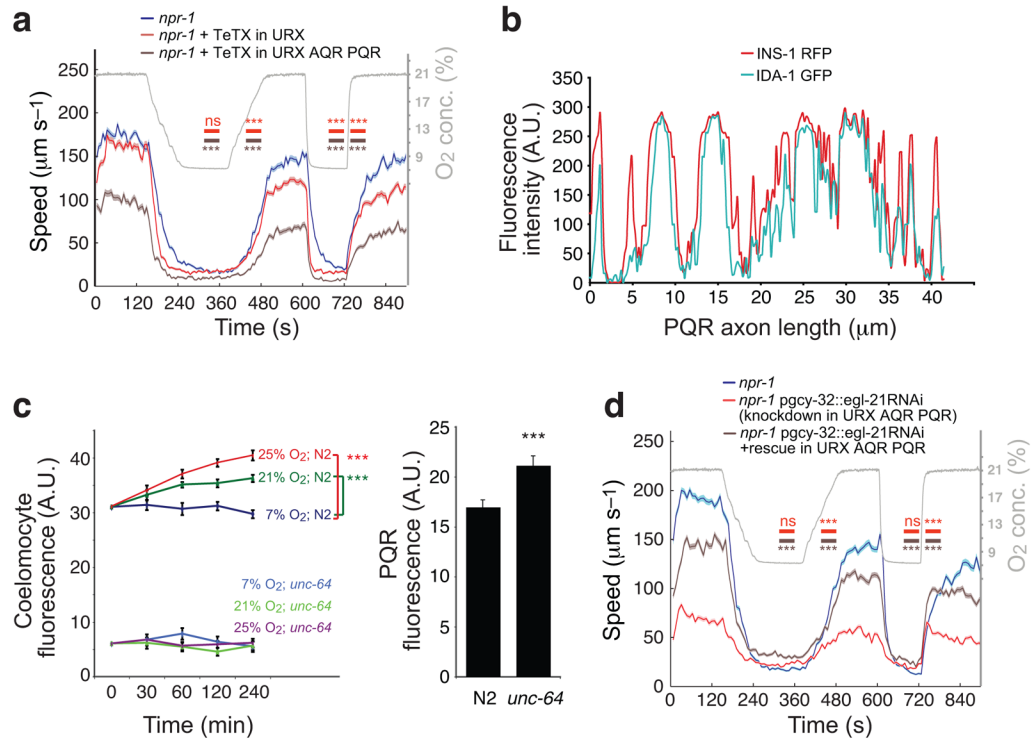 a
npr-1
npr-1 + TeTX in URX
npr-1 + TeTX in URX AQR PQR
Speed (μm s–1)
250
200
150
100
50
0
0 120 240 360 480 600 720 840
Time (s)
21
17
13
9
O2 conc. (%)
ns *** *** ***
*** *** *** ***
b
INS-1 RFP
IDA-1 GFP
Fluorescence
intensity (A.U.)
350
300
250
200
150
100
50
0
0 5 10 15 20 25 30 35 40
PQR axon length (μm)
c
Coelomocyte
fluorescence (A.U.)
40
30
20
10
0
25% O2; N2 ***
21% O2; N2 ***
7% O2; N2
7% O2; unc-64
21% O2; unc-64
25% O2; unc-64
0 30 60 120 240
Time (min)
PQR
fluorescence (A.U.)
25
20
15
10
5
0
***
N2 unc-64
d
npr-1
npr-1 pgcy-32::egl-21RNAi
(knockdown in URX AQR PQR)
npr-1 pgcy-32::egl-21RNAi
+rescue in URX AQR PQR
Speed (μm s–1)
250
200
150
100
50
0
0 120 240 360 480 600 720 840
Time (s)
21
17
13
9
O2 conc. (%)
ns *** ns ***
*** *** *** ***